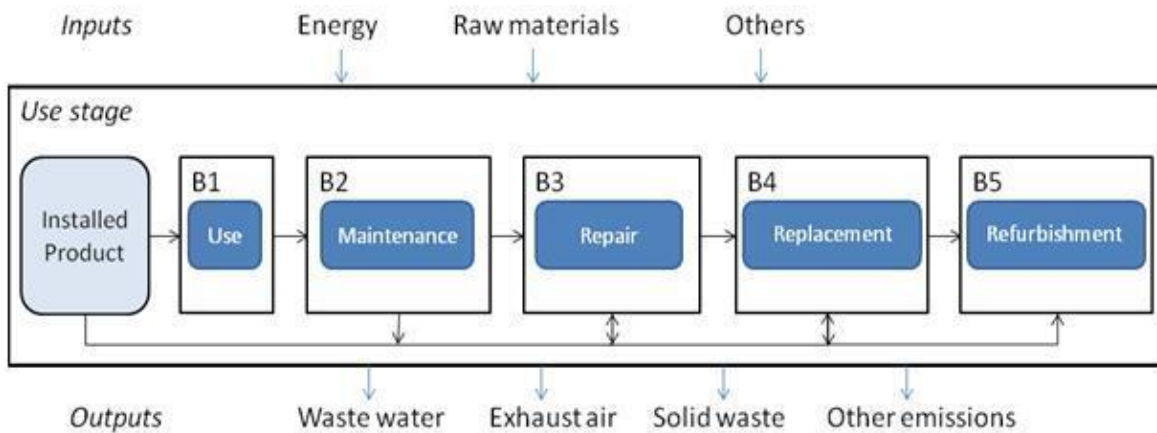 Inputs Energy Raw materials Others
Use stage
Installed
Product
B1
Use
B2
Maintenance
B3
Repair
B4
Replacement
B5
Refurbishment
Outputs Waste water Exhaust air Solid waste Other emissions